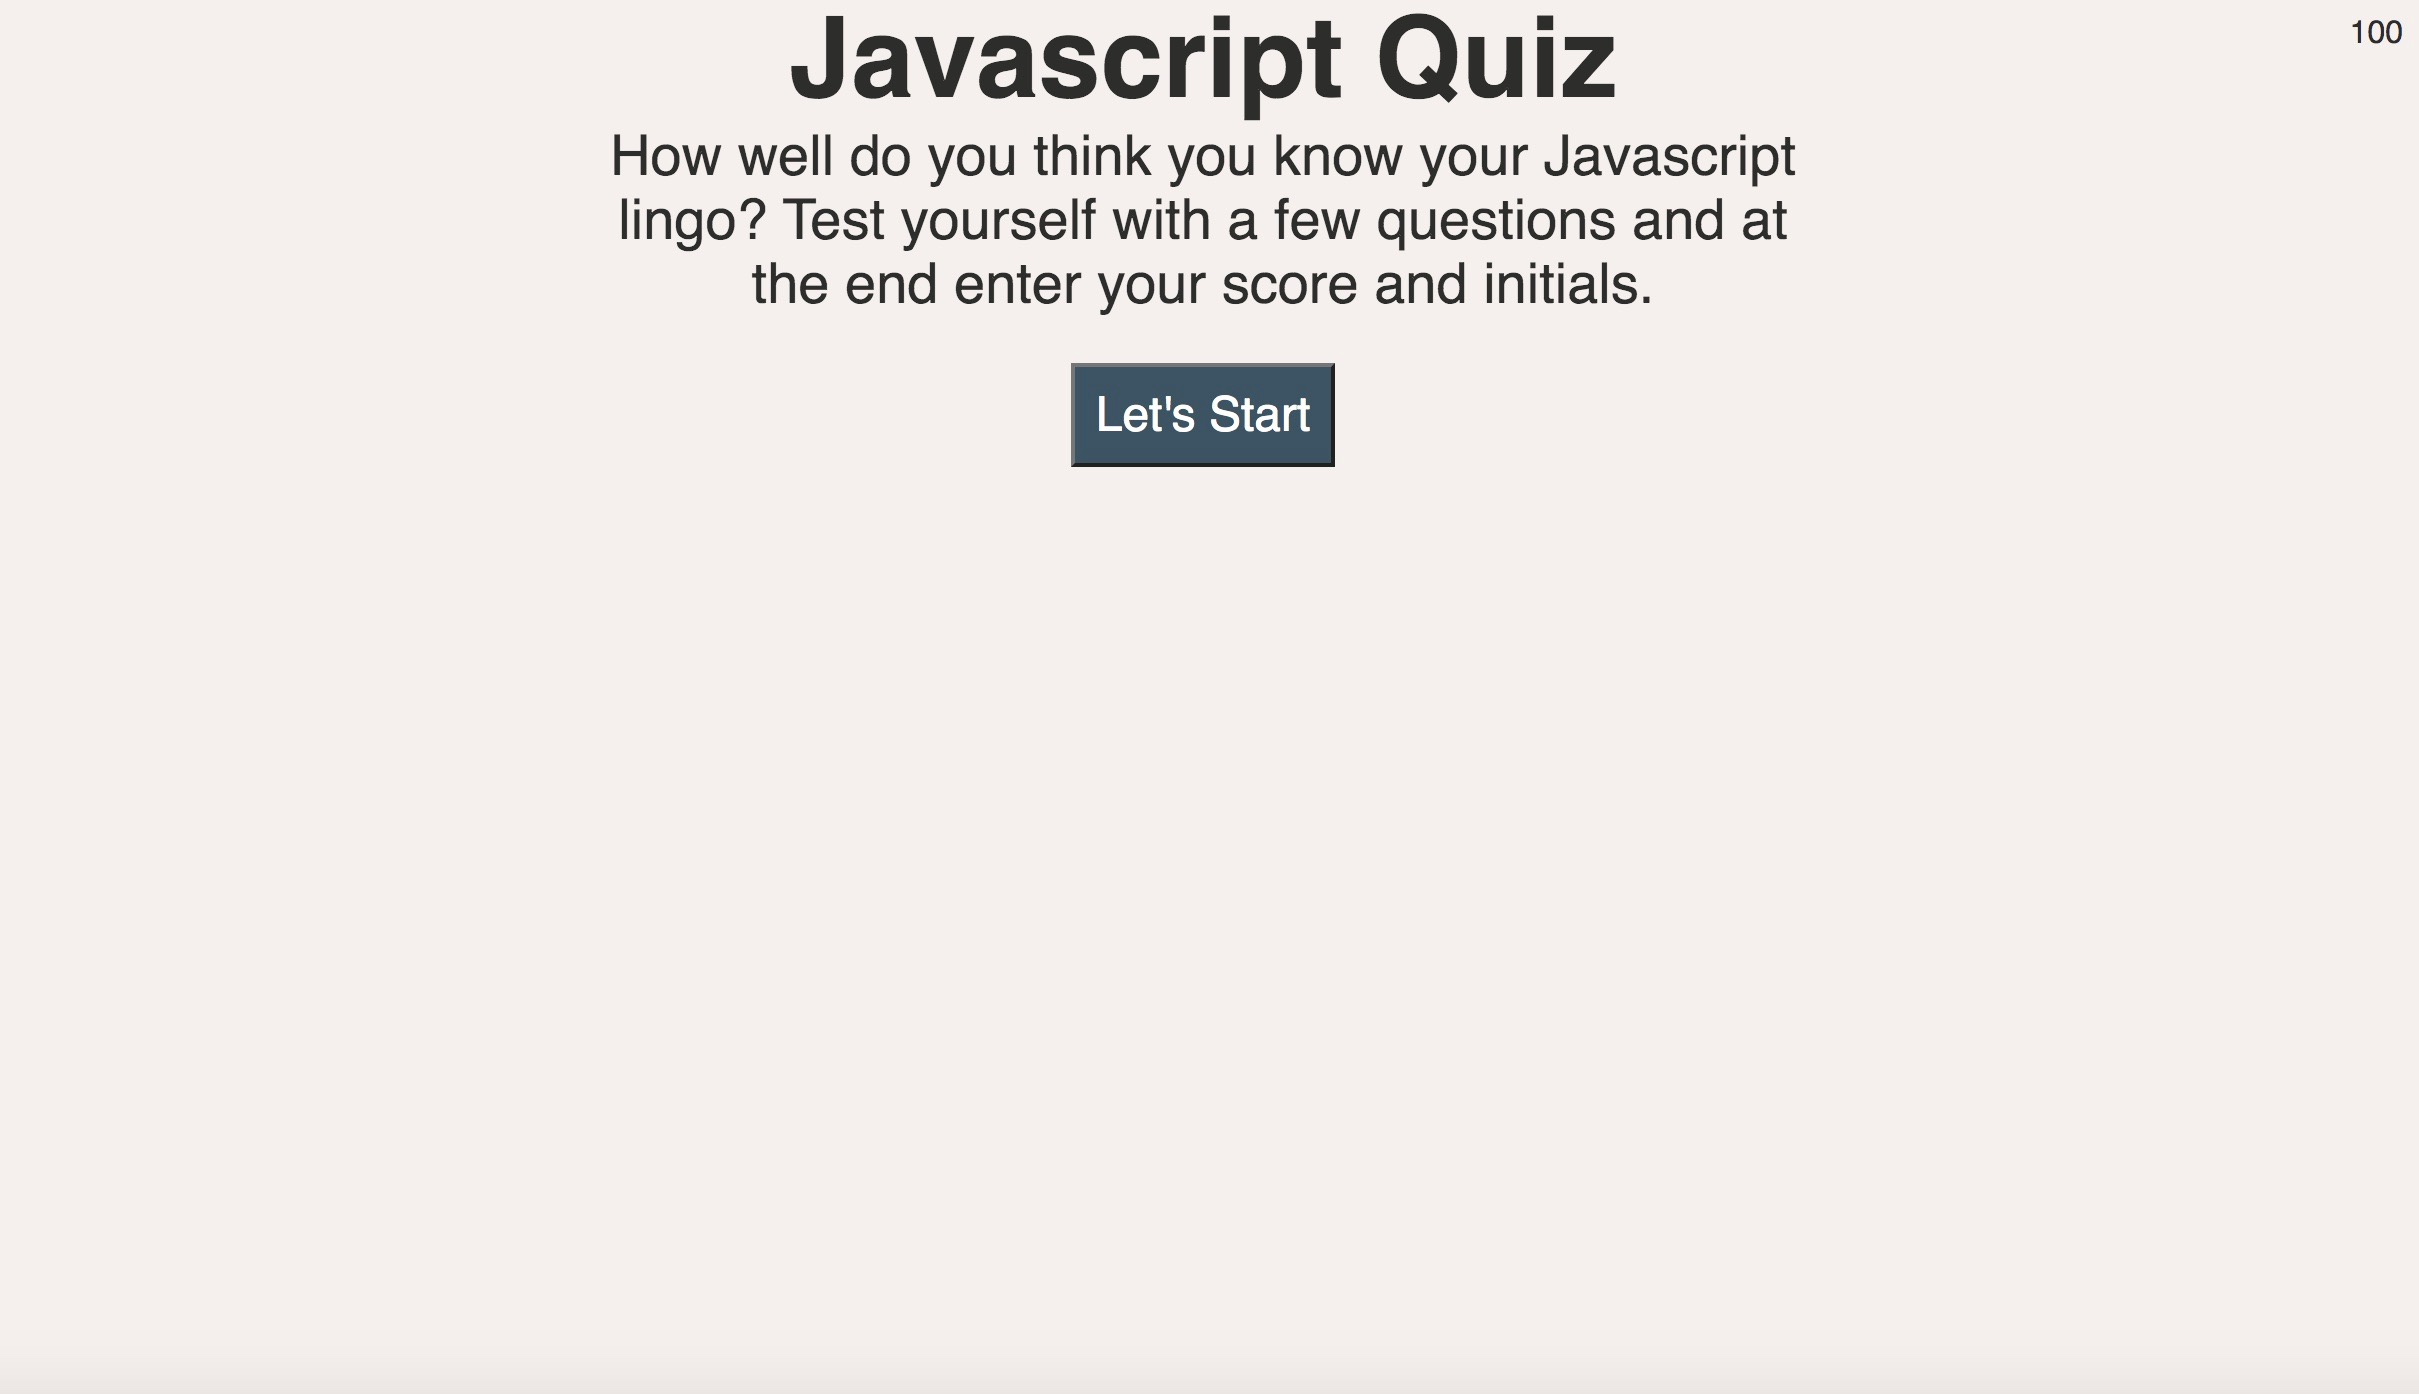 Javascript Quiz
100
How well do you think you know your Javascript
lingo? Test yourself with a few questions and at
the end enter your score and initials.
Let's Start